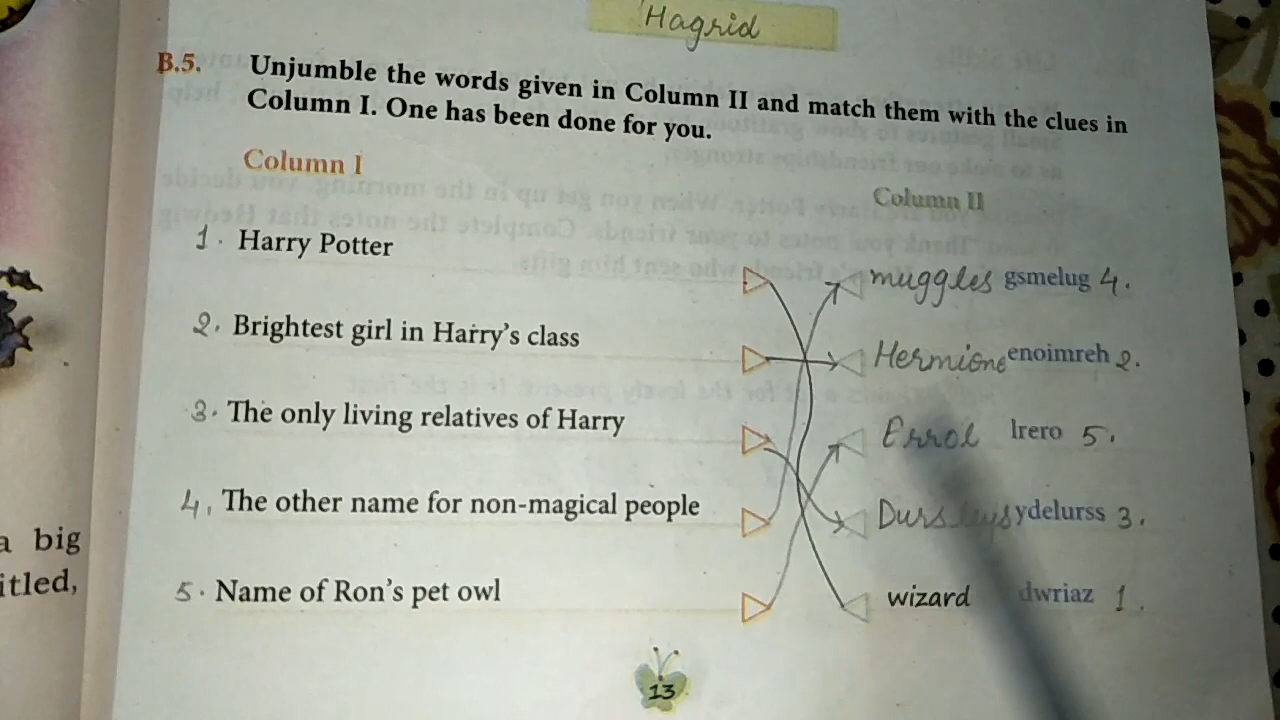 Hagrid
B.5. Unjumble the words given in Column II and match them with the clues in
Column I. One has been done for you.
Column I
Column II
1. Harry Potter
muggles gsmelug 4.
2. Brightest girl in Harry's class
Hermione enoimreh 2.
3. The only living relatives of Harry
Errol lrero 5.
4, The other name for non-magical people
Dursleys ydelurss 3.
5. Name of Ron's pet owl
wizard dwriaz 1.
a big
itled,
13